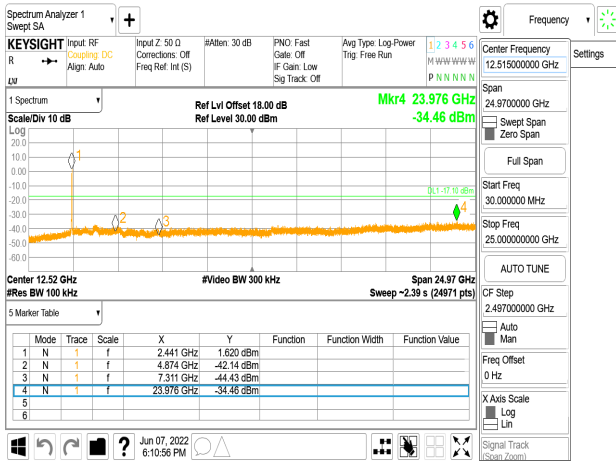 Spectrum Analyzer 1
Swept SA
Frequency
Settings
KEYSIGHT
R
LXI
Input: RF
Coupling: DC
Align: Auto
Input Z: 50 Ω
Corrections: Off
Freq Ref: Int (S)
#Atten: 30 dB
PNO: Fast
Gate: Off
IF Gain: Low
Sig Track: Off
Avg Type: Log-Power
Trig: Free Run
1 2 3 4 5 6
M W W W W W
P N N N N N
1 Spectrum
Scale/Div 10 dB
Ref Lvl Offset 18.00 dB
Ref Level 30.00 dBm
Mkr4 23.976 GHz
-34.46 dBm
Log
20.0
10.0
0.00
-10.0
-20.0
-30.0
-40.0
-50.0
-60.0
1
2
3
4
DL1 -17.10 dBm
Center 12.52 GHz
#Video BW 300 kHz
Span 24.97 GHz
#Res BW 100 kHz
Sweep ~2.39 s (24971 pts)
5 Marker Table
Mode Trace Scale X Y Function Function Width Function Value
1 N 1 f 2.441 GHz 1.620 dBm
2 N 1 f 4.874 GHz -42.14 dBm
3 N 1 f 7.311 GHz -44.43 dBm
4 N 1 f 23.976 GHz -34.46 dBm
5
6
Jun 07, 2022
6:10:56 PM
Center Frequency
12.515000000 GHz
Span
24.9700000 GHz
Swept Span
Zero Span
Full Span
Start Freq
30.000000 MHz
Stop Freq
25.000000000 GHz
AUTO TUNE
CF Step
2.497000000 GHz
Auto
Man
Freq Offset
0 Hz
X Axis Scale
Log
Lin
Signal Track
(Span Zoom)